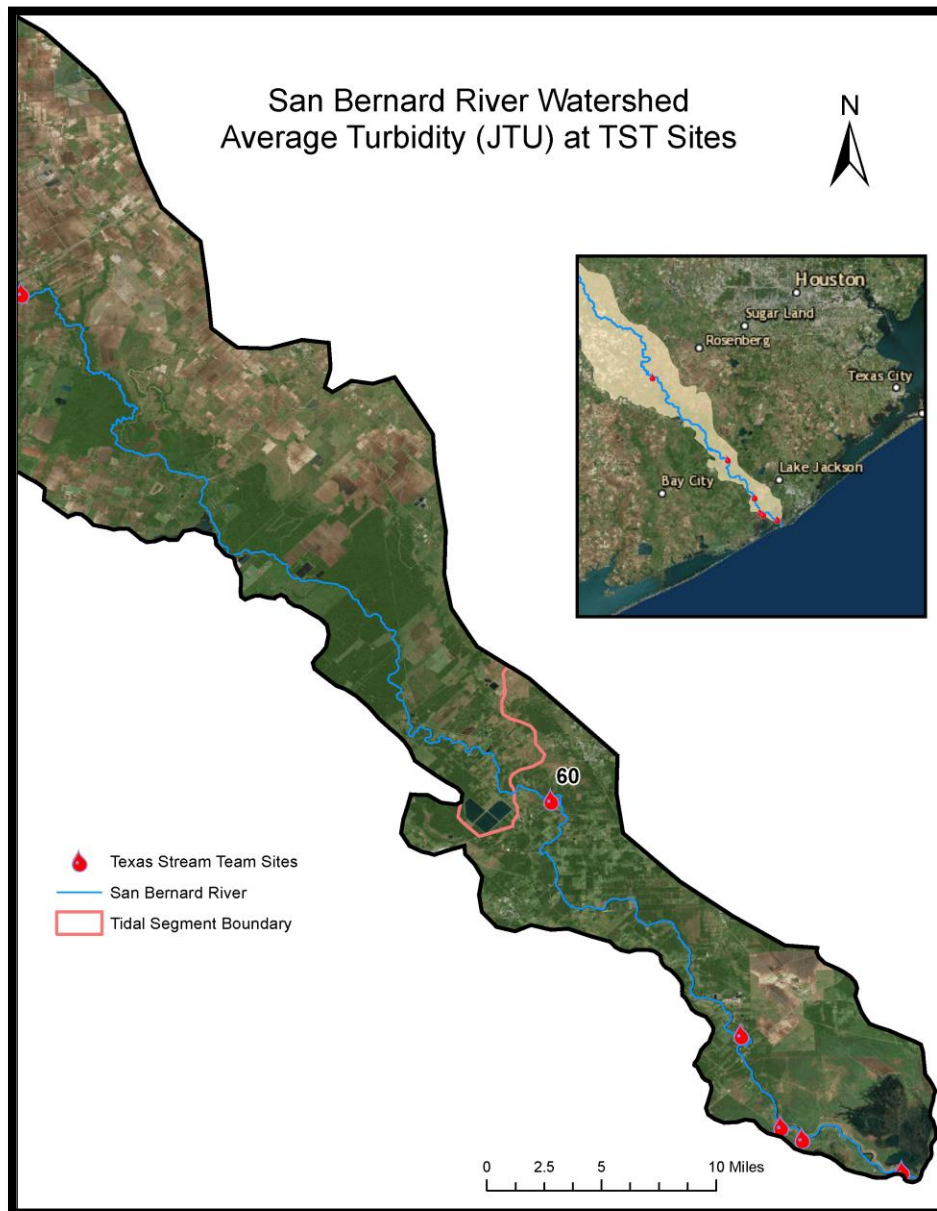 San Bernard River Watershed
Average Turbidity (JTU) at TST Sites
N
Houston
Sugar Land
Rosenberg
Texas City
Lake Jackson
Bay City
60
Texas Stream Team Sites
San Bernard River
Tidal Segment Boundary
0 2.5 5 10 Miles